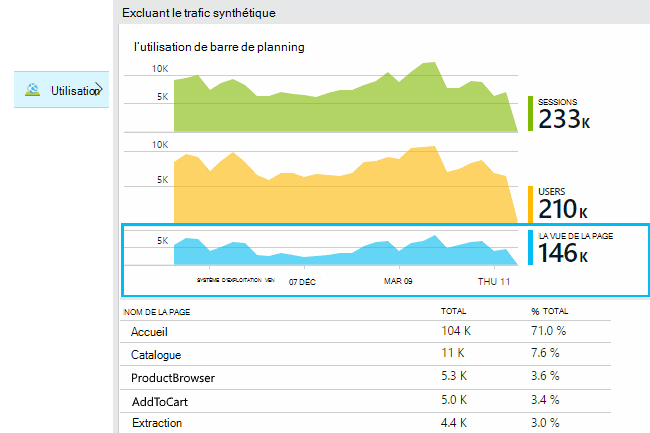 Excluant le trafic synthétique
l'utilisation de barre de planning
Utilisation
10K
5K
SESSIONS
233K
10K
5K
USERS
210K
5K
LA VUE DE LA PAGE
146K
SYSTÈME D'EXPLOITATION VEN 07 DÉC MAR 09 THU 11
NOM DE LA PAGE TOTAL % TOTAL
Accueil 104 K 71.0 %
Catalogue 11 K 7.6 %
ProductBrowser 5.3 K 3.6 %
AddToCart 5.0 K 3.4 %
Extraction 4.4 K 3.0 %